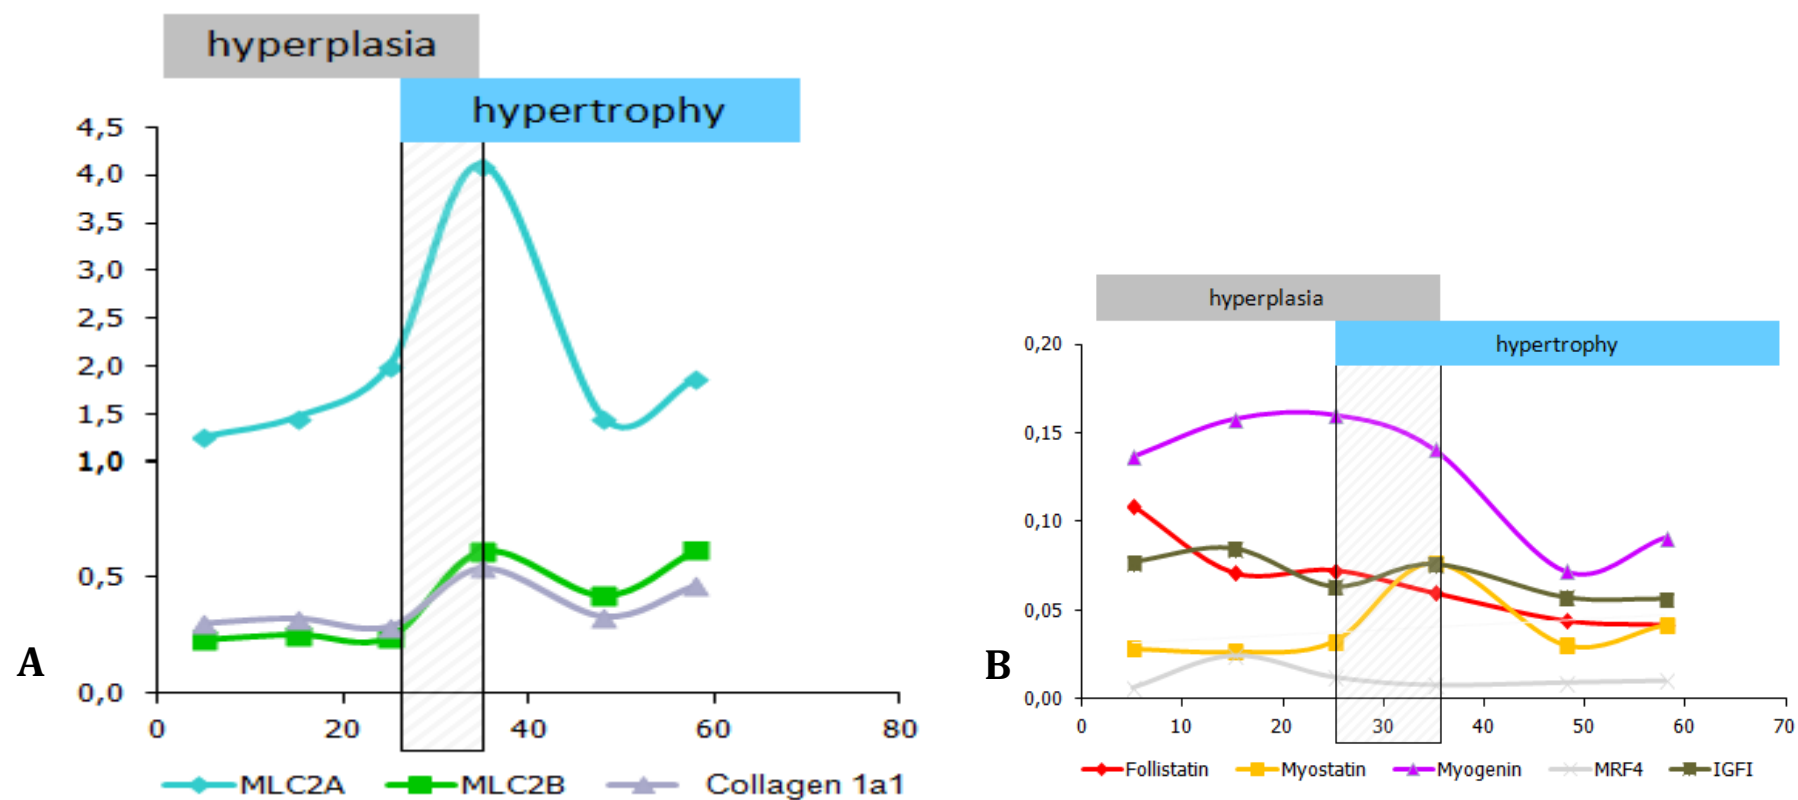 hyperplasia
hypertrophy
4,5
4,0
3,5
3,0
2,5
2,0
1,5
1,0
0,5
0,0
0 20 40 60 80
MLC2A MLC2B Collagen 1a1
A
hyperplasia
hypertrophy
0,20
0,15
0,10
0,05
0,00
0 10 20 30 40 50 60 70
Follistatin Myostatin Myogenin MRF4 IGFI
B